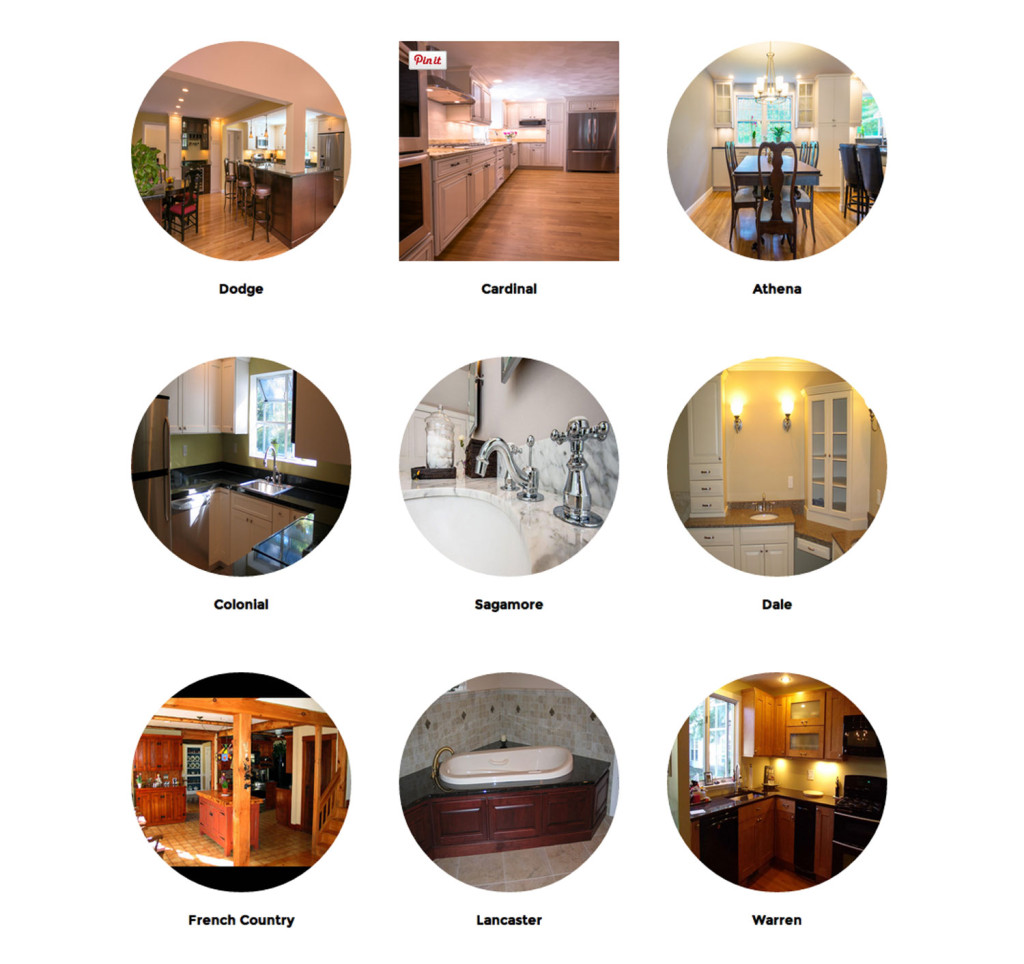 Pin it
Dodge
Cardinal
Athena
Colonial
Sagamore
Dale
French Country
Lancaster
Warren